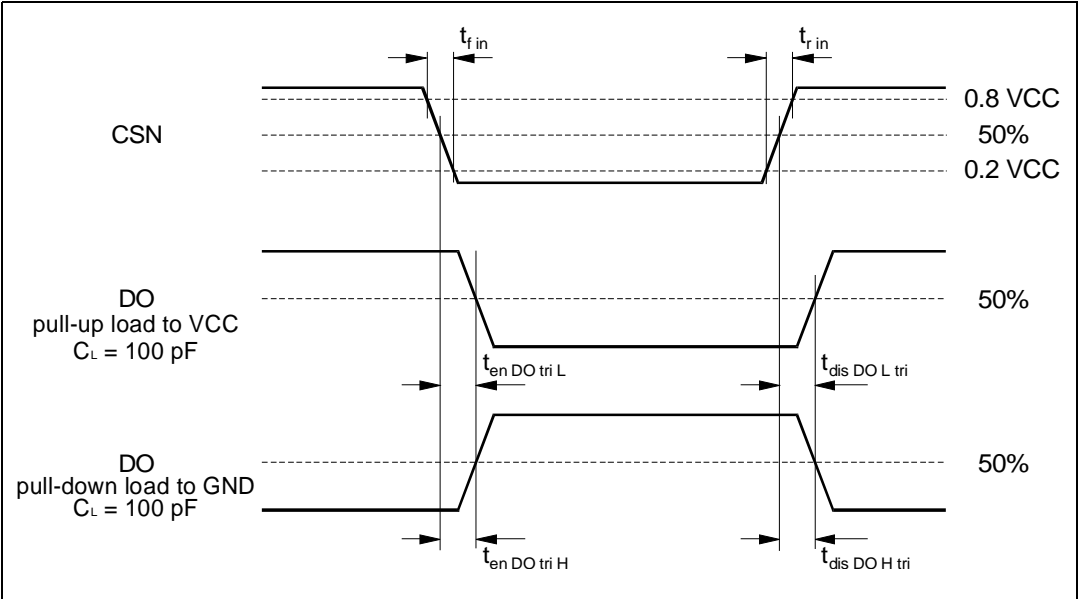 t f in
t r in
0.8 VCC
CSN
50%
0.2 VCC
DO
50%
pull-up load to VCC
CL = 100 pF
t en DO tri L
t dis DO L tri
DO
50%
pull-down load to GND
CL = 100 pF
t en DO tri H
t dis DO H tri